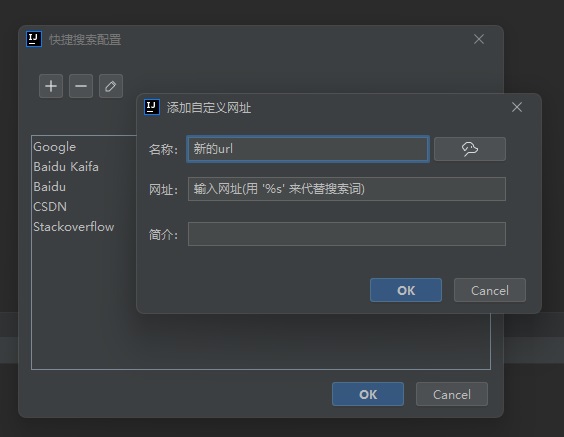 IJ 快捷搜索配置
IJ 添加自定义网址
名称: 新的url
网址: 输入网址(用 '%s' 来代替搜索词)
简介:
OK Cancel
Google
Baidu Kaifa
Baidu
CSDN
Stackoverflow
OK Cancel